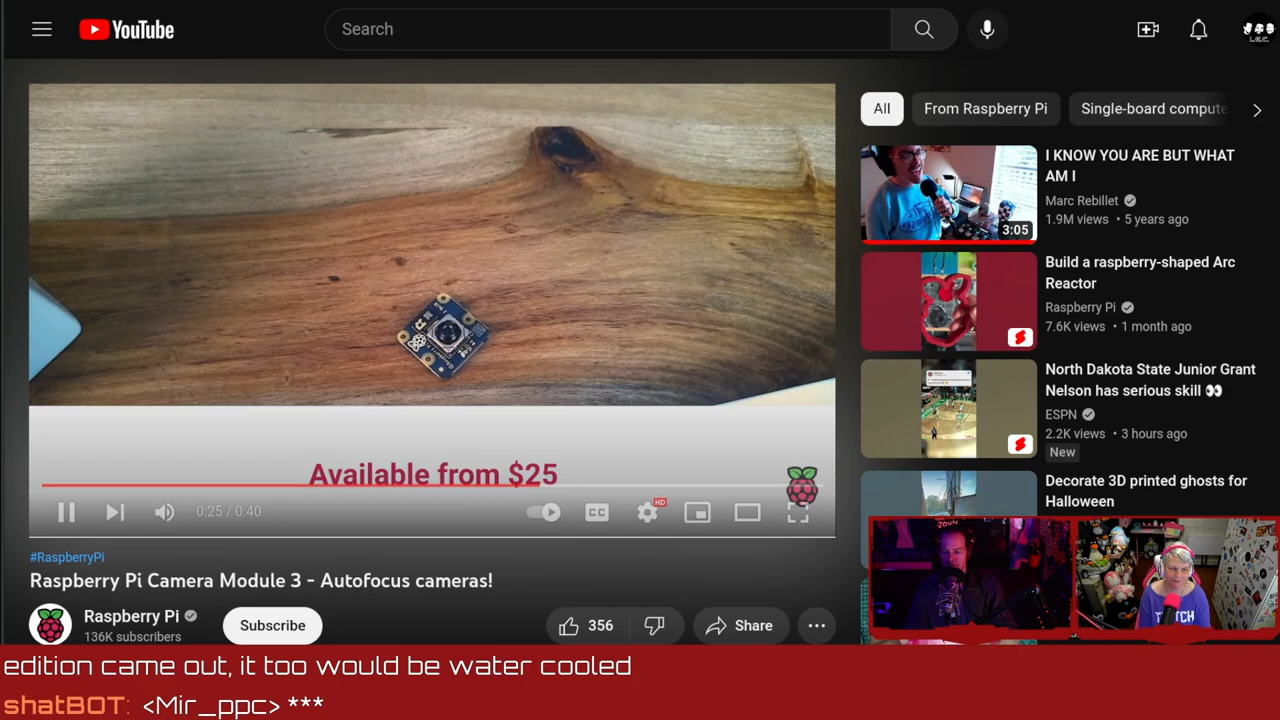 YouTube
Search
All
From Raspberry Pi
Single-board compute
I KNOW YOU ARE BUT WHAT
AM I
Marc Rebillet
1.9M views • 5 years ago
3:05
Build a raspberry-shaped Arc
Reactor
Raspberry Pi
7.6K views • 1 month ago
North Dakota State Junior Grant
Nelson has serious skill 👀
ESPN
2.2K views • 3 hours ago
New
Decorate 3D printed ghosts for
Halloween
Available from $25
0:25 / 0:40
CC
HD
#RaspberryPi
Raspberry Pi Camera Module 3 - Autofocus cameras!
Raspberry Pi
136K subscribers
Subscribe
356
Share
TWITCH
edition came out, it too would be water cooled
shatBOT: <Mir_ppc> ***